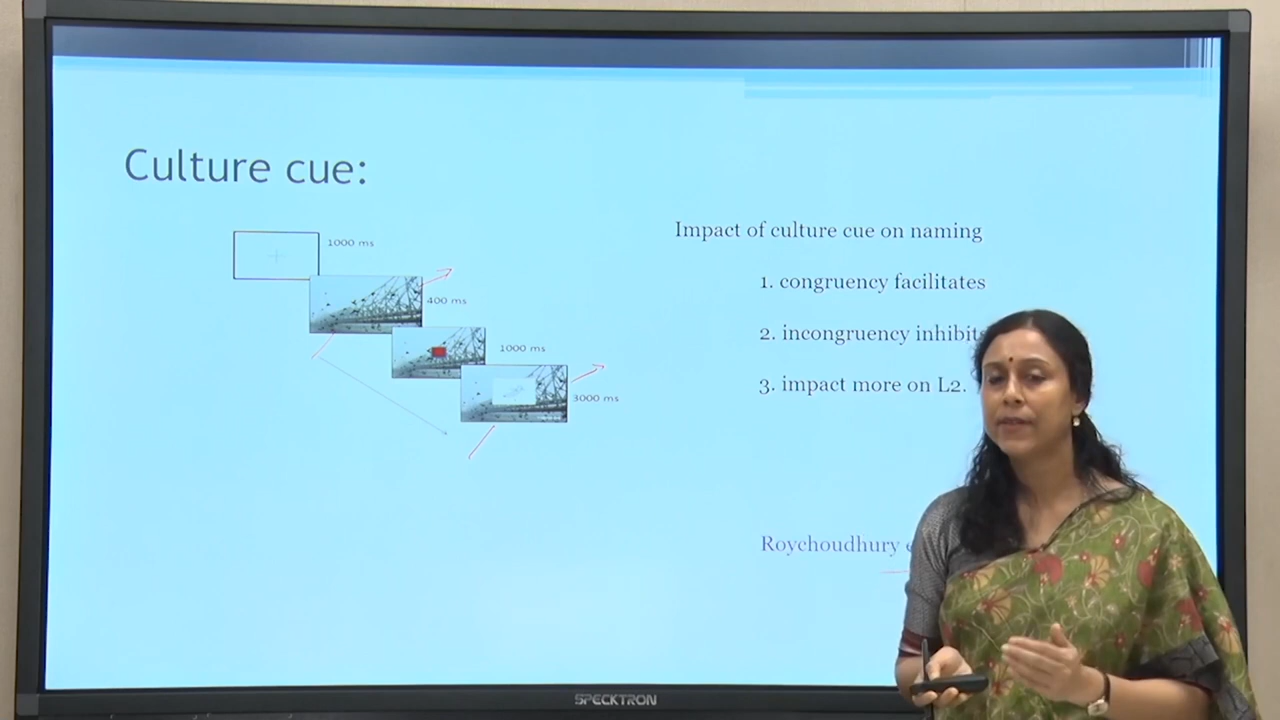 Culture cue:
1000 ms
400 ms
1000 ms
3000 ms
Impact of culture cue on naming
1. congruency facilitates
2. incongruency inhibits
3. impact more on L2.
Roychoudhury
SPECKTRON